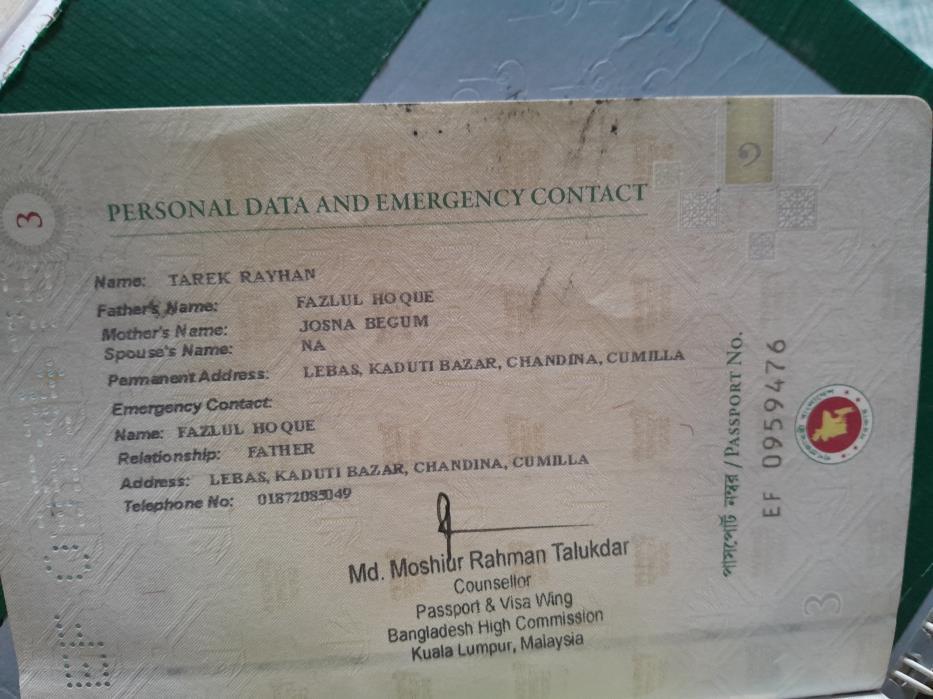 3
PERSONAL DATA AND EMERGENCY CONTACT
Name: TAREK RAYHAN
Father's Name: FAZLUL HOQUE
Mother's Name: JOSNA BEGUM
Spouse's Name: NA
Permanent Address: LEBAS, KADUTI BAZAR, CHANDINA, CUMILLA
Emergency Contact:
Name: FAZLUL HOQUE
Relationship: FATHER
Address: LEBAS, KADUTI BAZAR, CHANDINA, CUMILLA
Telephone No: 01872085049
Md. Moshiur Rahman Talukdar
Counsellor
Passport & Visa Wing
Bangladesh High Commission
Kuala Lumpur, Malaysia
পাসপোর্ট নম্বর / PASSPORT NO.
EF 0959476
৩
3